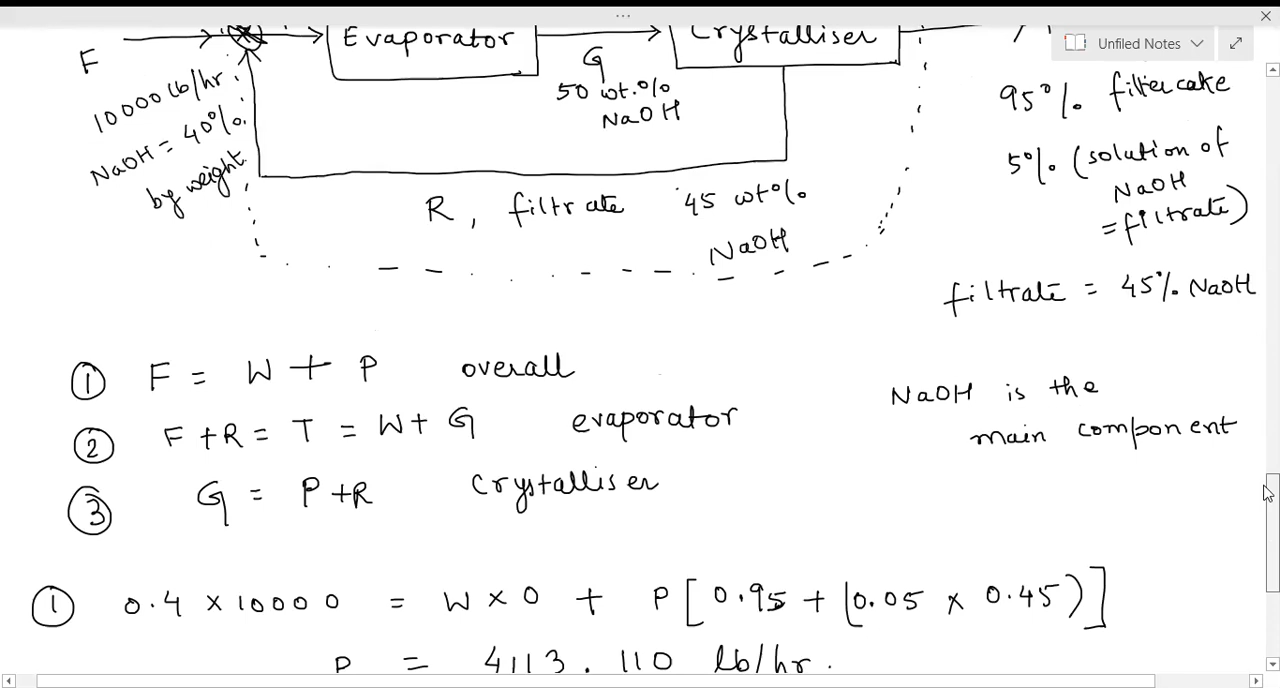 Unfiled Notes
F
Evaporator
Crystalliser
10000 lb/hr
NaOH = 40%
by weight
G
50 wt.%
NaOH
R, filtrate 45 wt%
NaOH
95% filtercake
5% (solution of
NaOH
= filtrate)
filtrate = 45% NaOH
① F = W + P overall
② F + R = T = W + G evaporator
③ G = P + R crystalliser
NaOH is the
main component
① 0.4 × 10000 = W × 0 + P [0.95 + (0.05 × 0.45)]
P = 4113.110 lb/hr.